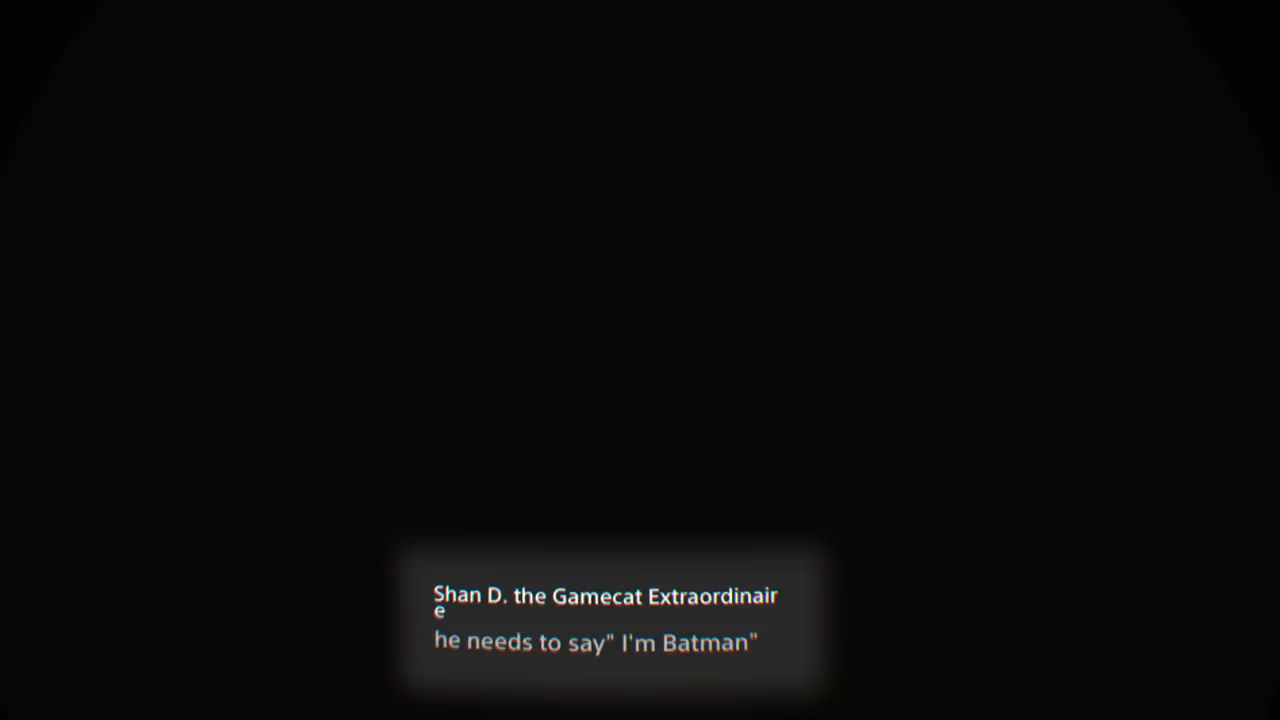 Shan D. the Gamecat Extraordinair
e
he needs to say" I'm Batman"